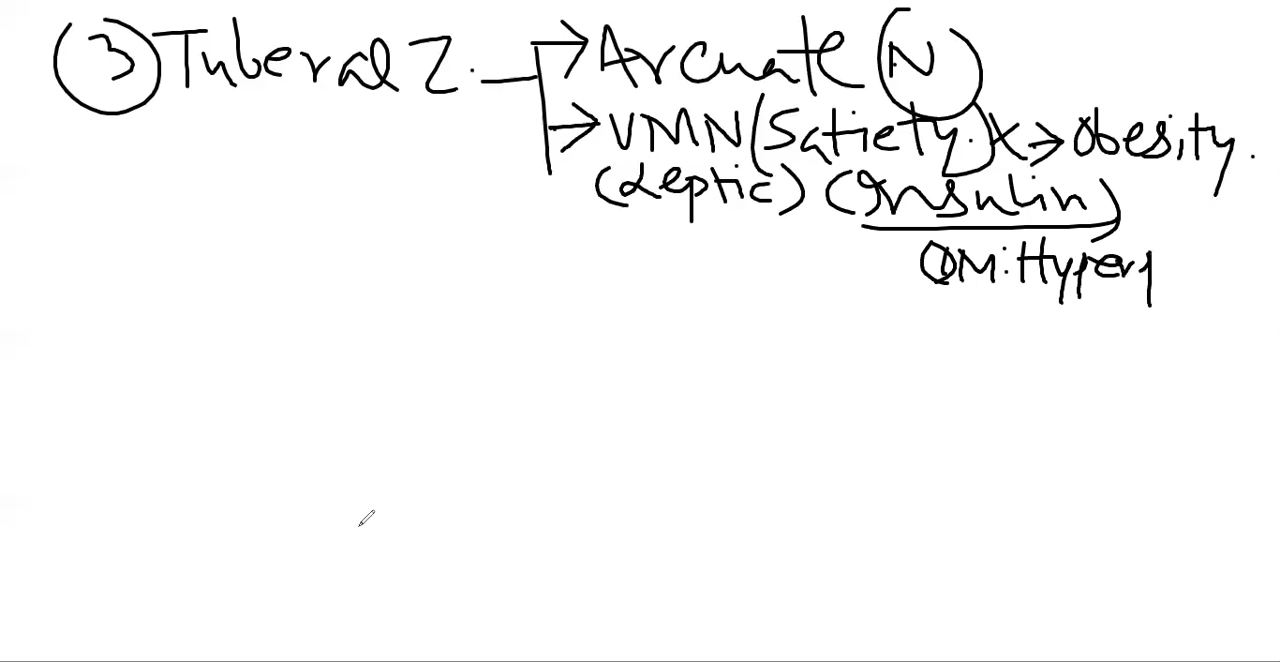 (3) Tuberal Z. → Arcuate (N)
→ VMN (Satiety.) X → Obesity.
(Leptic) (Insulin)
DM: Hyper